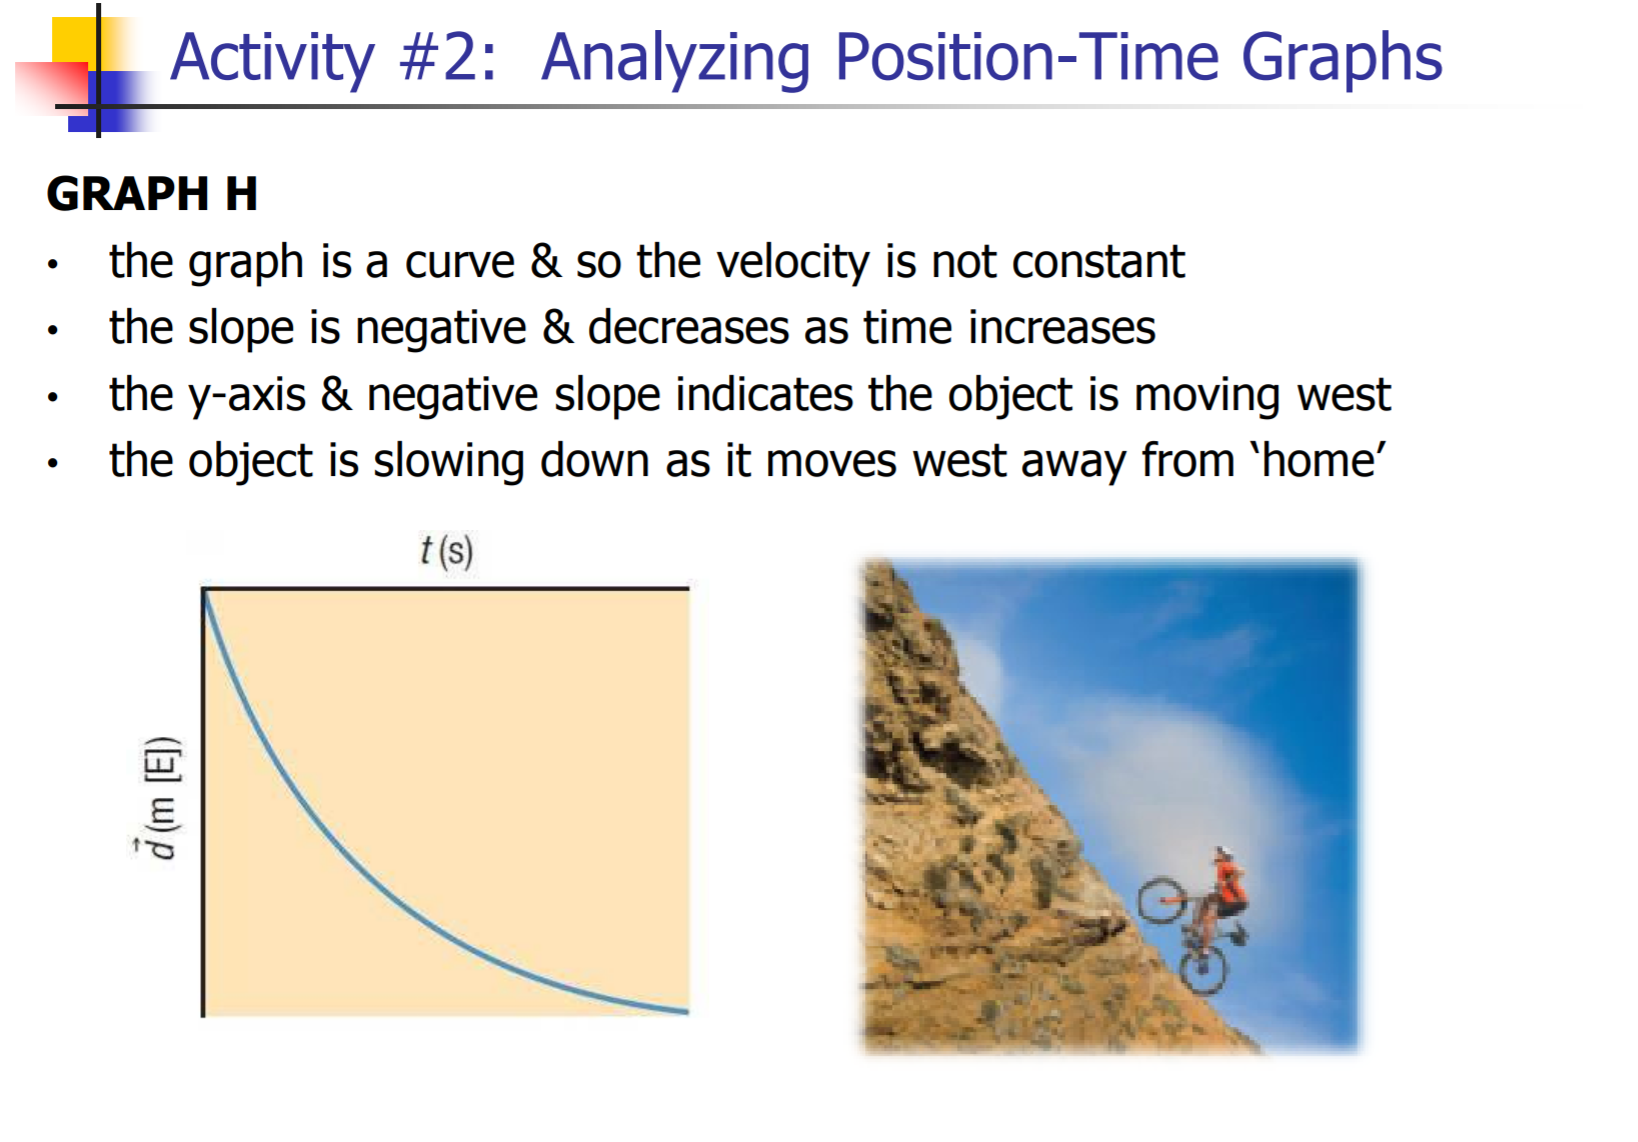 Activity #2: Analyzing Position-Time Graphs
GRAPH H
• the graph is a curve & so the velocity is not constant
• the slope is negative & decreases as time increases
• the y-axis & negative slope indicates the object is moving west
• the object is slowing down as it moves west away from ‘home’
t (s)
d⃗ (m [E])